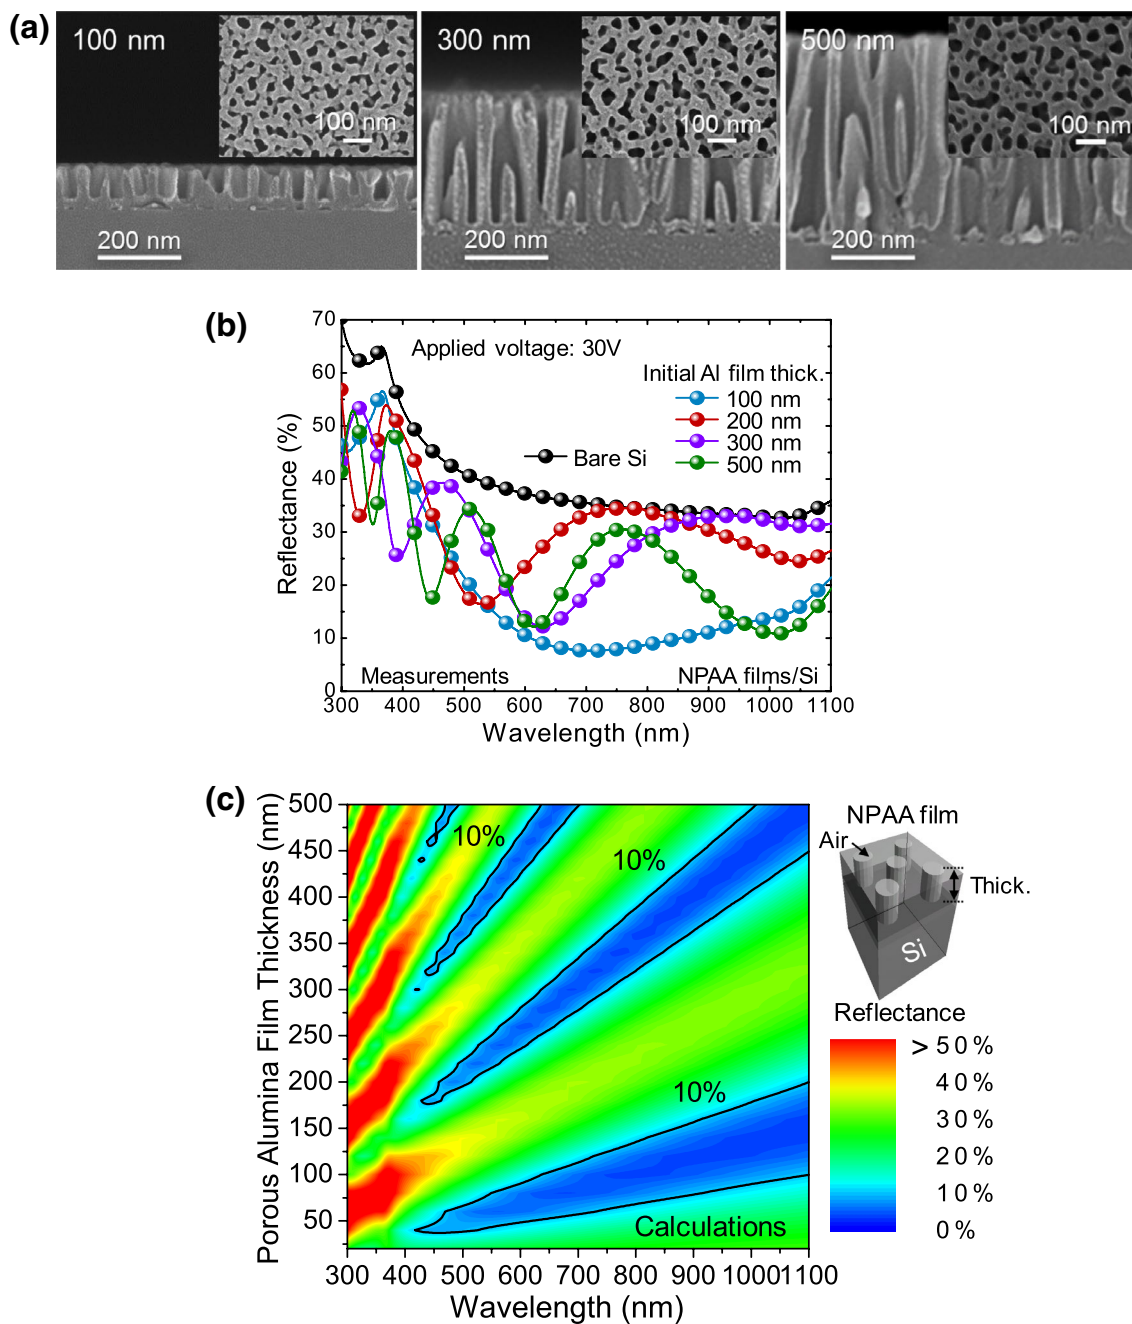 (a)
100 nm
100 nm
200 nm
300 nm
100 nm
200 nm
500 nm
100 nm
200 nm
(b)
Reflectance (%)
70
60
50
40
30
20
10
0
Applied voltage: 30V
Initial Al film thick.
100 nm
200 nm
300 nm
500 nm
Bare Si
Measurements
NPAA films/Si
300 400 500 600 700 800 900 1000 1100
Wavelength (nm)
(c)
Porous Alumina Film Thickness (nm)
500
450
400
350
300
250
200
150
100
50
10%
10%
10%
Calculations
300 400 500 600 700 800 900 1000 1100
Wavelength (nm)
NPAA film
Air
Thick.
Si
Reflectance
> 50%
40%
30%
20%
10%
0%